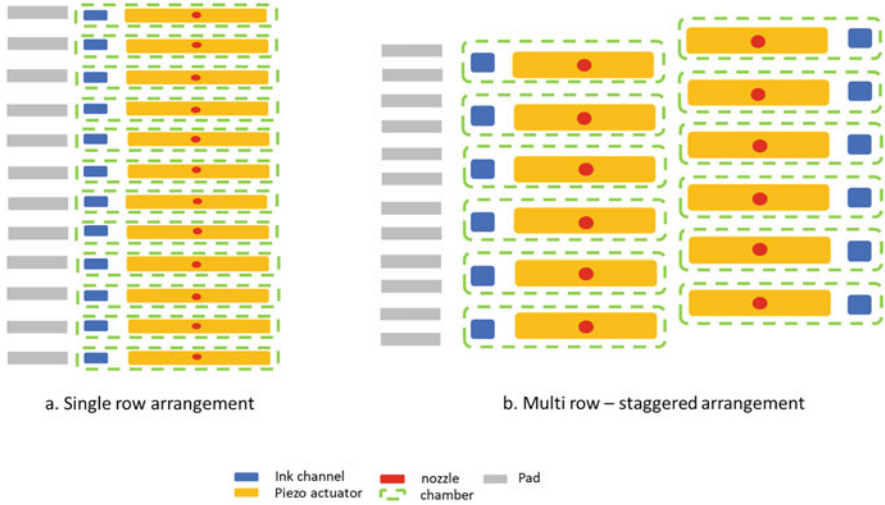 a. Single row arrangement
b. Multi row – staggered arrangement
Ink channel
nozzle
Pad
Piezo actuator
chamber